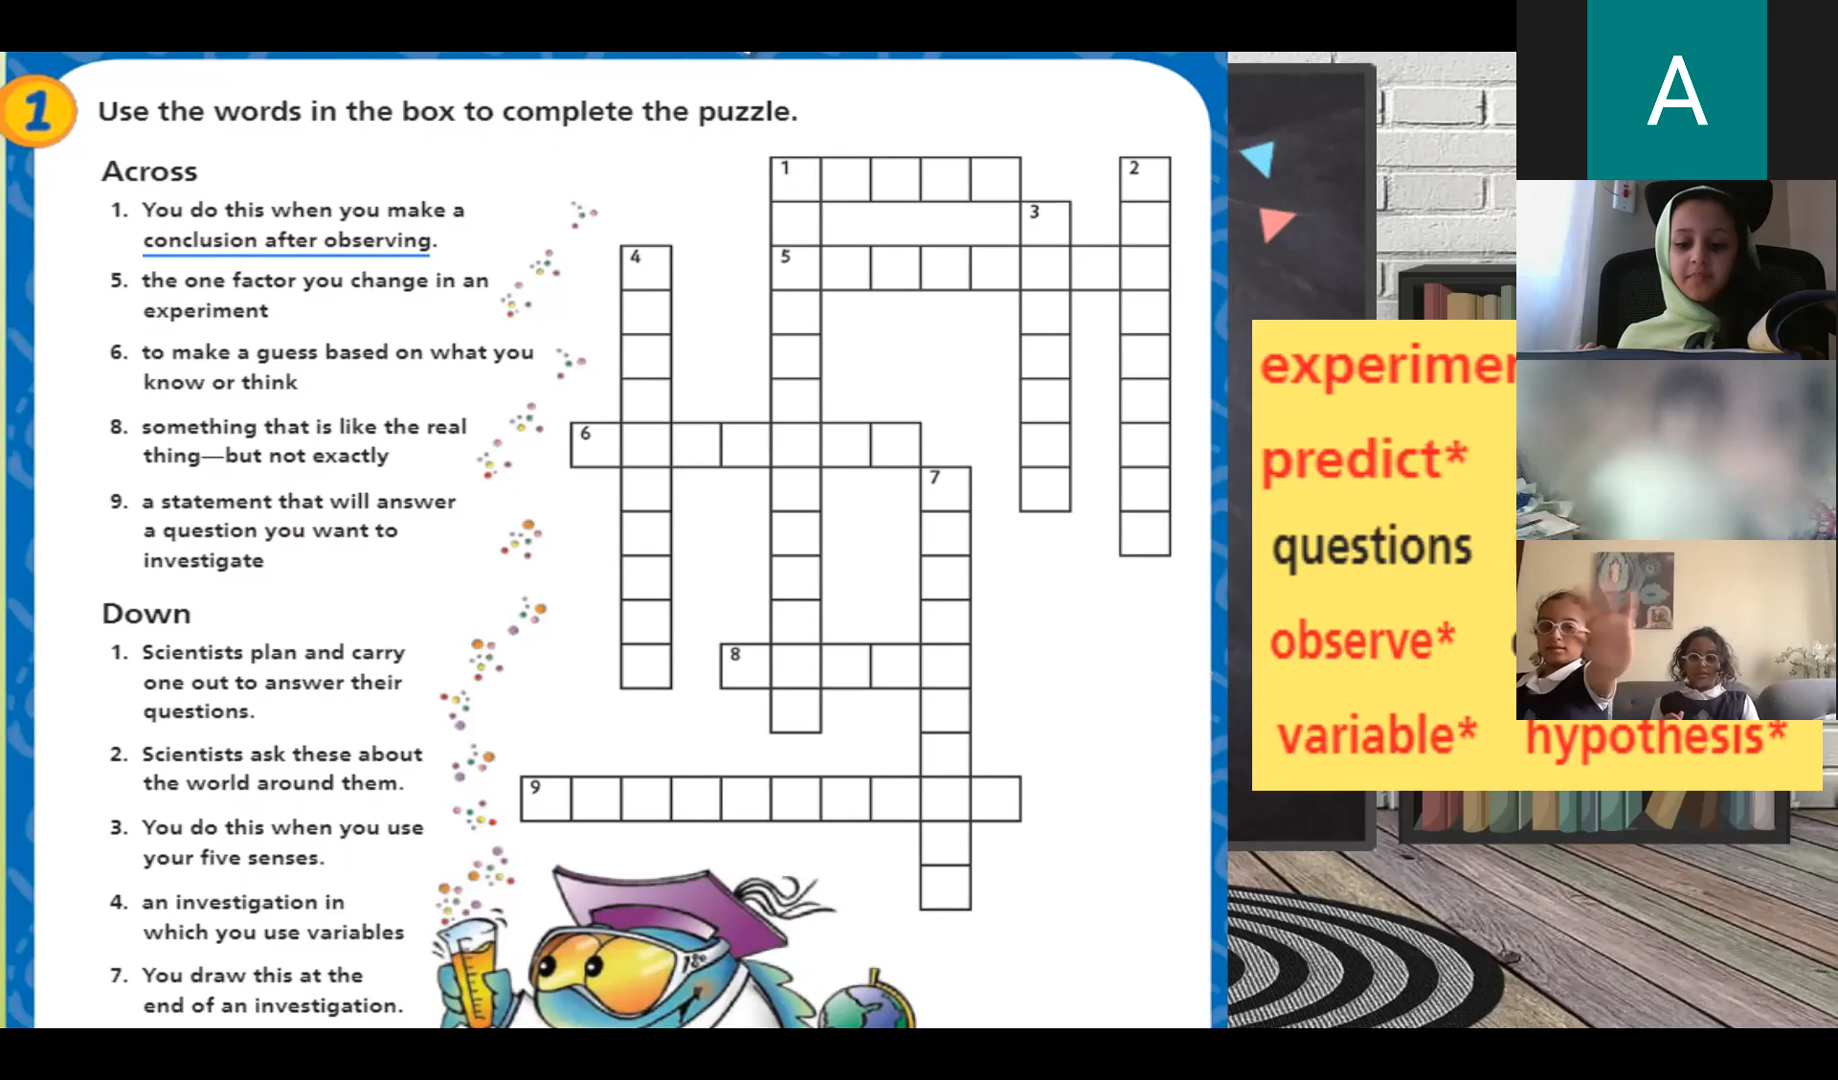 1 Use the words in the box to complete the puzzle.
Across
1. You do this when you make a
conclusion after observing.
5. the one factor you change in an
experiment
6. to make a guess based on what you
know or think
8. something that is like the real
thing—but not exactly
9. a statement that will answer
a question you want to
investigate
Down
1. Scientists plan and carry
one out to answer their
questions.
2. Scientists ask these about
the world around them.
3. You do this when you use
your five senses.
4. an investigation in
which you use variables
7. You draw this at the
end of an investigation.
1
2
3
4
5
6
7
8
9
experimen
predict*
questions
observe*
variable* hypothesis*
A